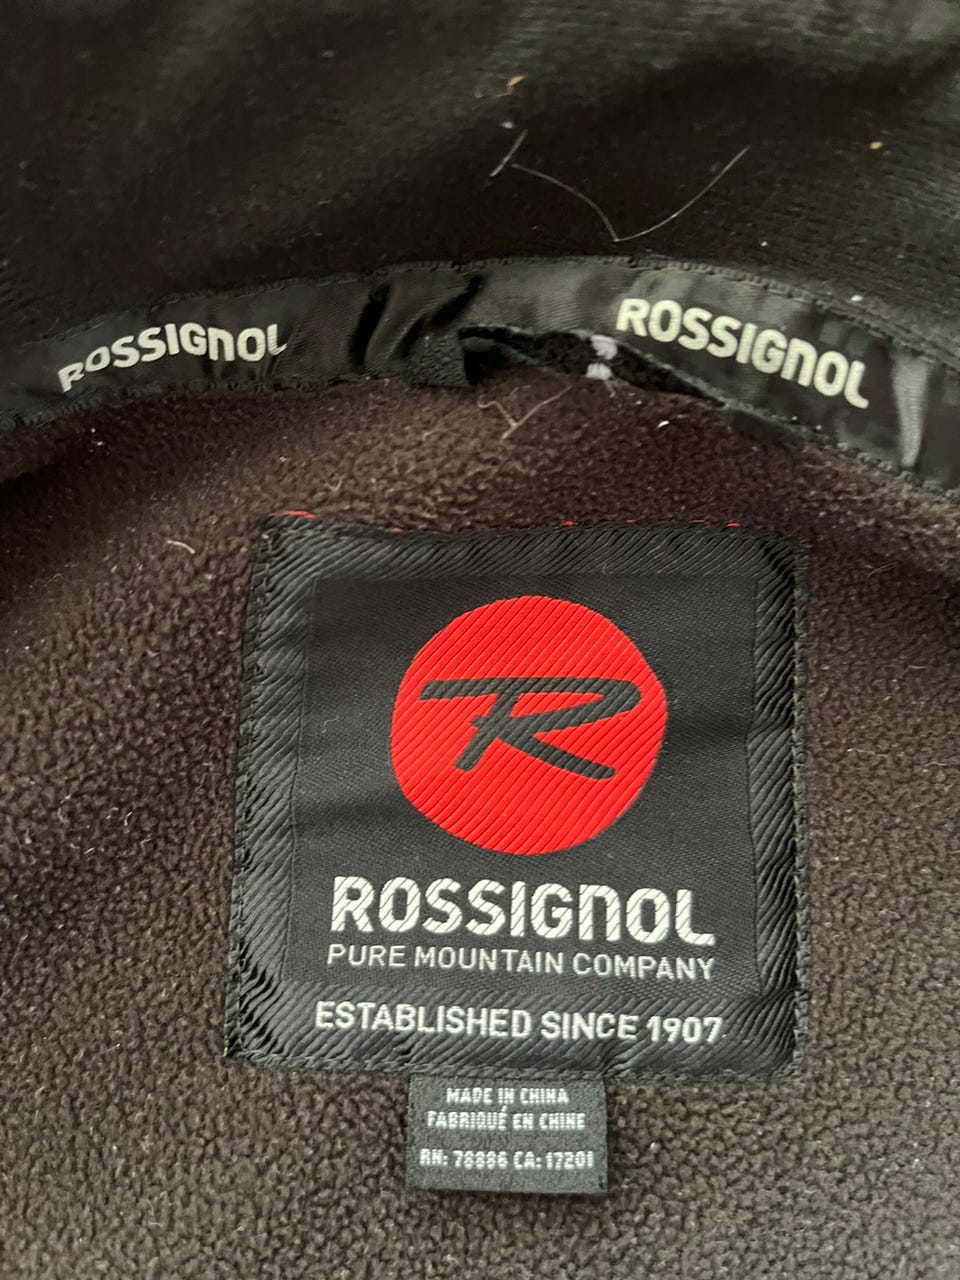 ROSSIGNOL
ROSSIGNOL
R
ROSSIGNOL
PURE MOUNTAIN COMPANY
ESTABLISHED SINCE 1907
MADE IN CHINA
FABRIQUÉ EN CHINE
RN: 78886 CA: 17201